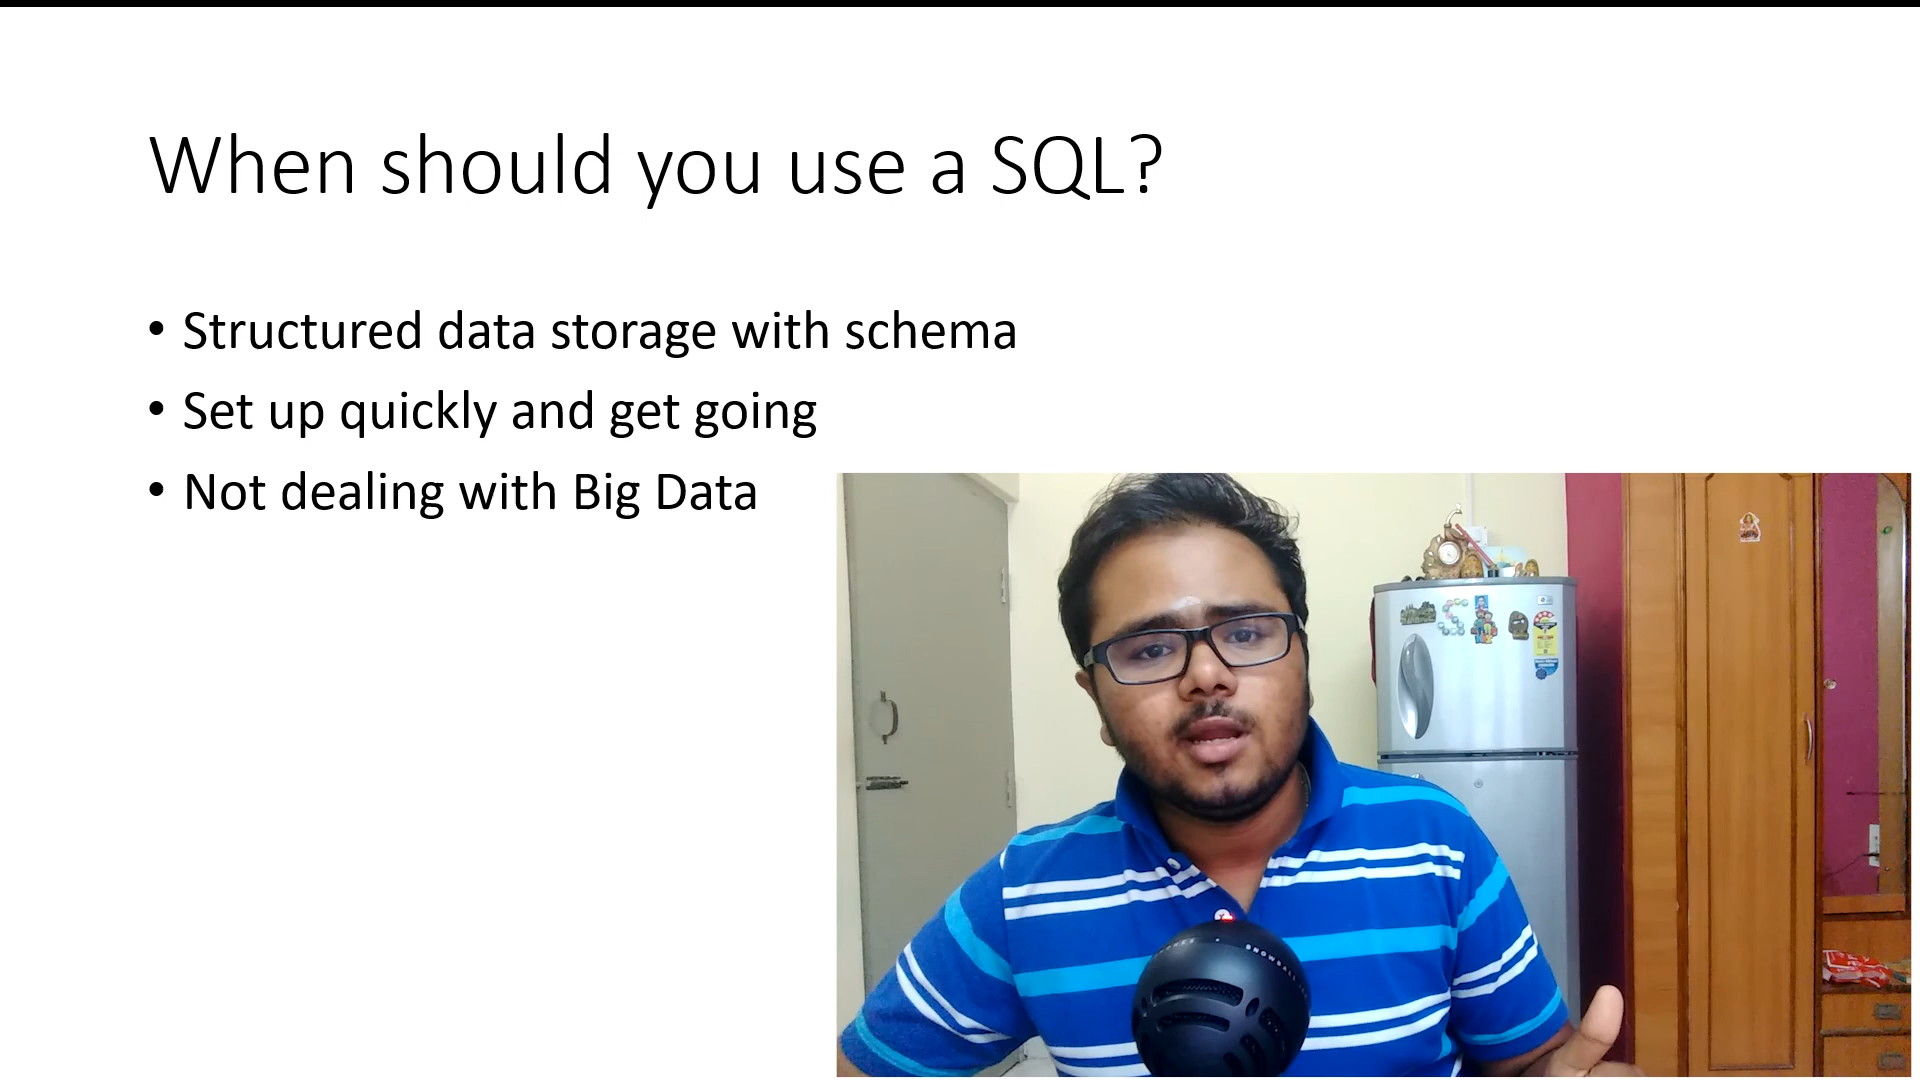 When should you use a SQL?
• Structured data storage with schema
• Set up quickly and get going
• Not dealing with Big Data
SNOWBALL